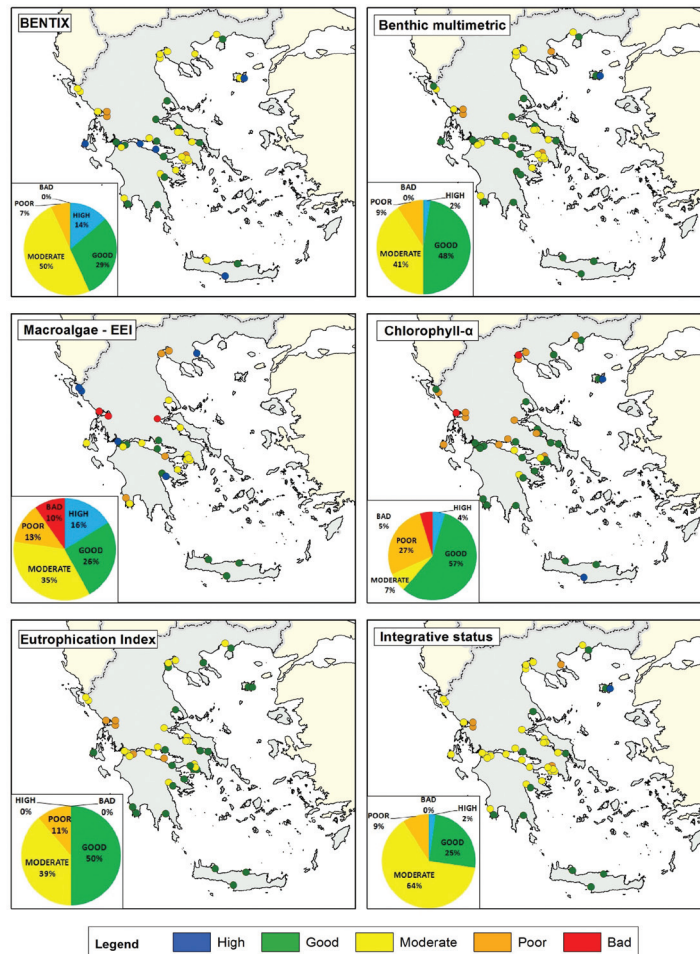 BENTIX
BAD
0%
POOR
7%
HIGH
14%
MODERATE
50%
GOOD
29%
Benthic multimetric
BAD
0%
HIGH
2%
POOR
9%
GOOD
48%
MODERATE
41%
Macroalgae - EEI
BAD
10%
HIGH
16%
POOR
13%
GOOD
26%
MODERATE
35%
Chlorophyll-α
HIGH
4%
BAD
5%
POOR
27%
GOOD
57%
MODERATE
7%
Eutrophication Index
HIGH
0%
BAD
0%
POOR
11%
GOOD
50%
MODERATE
39%
Integrative status
BAD
0%
HIGH
2%
POOR
9%
GOOD
25%
MODERATE
64%
Legend High Good Moderate Poor Bad